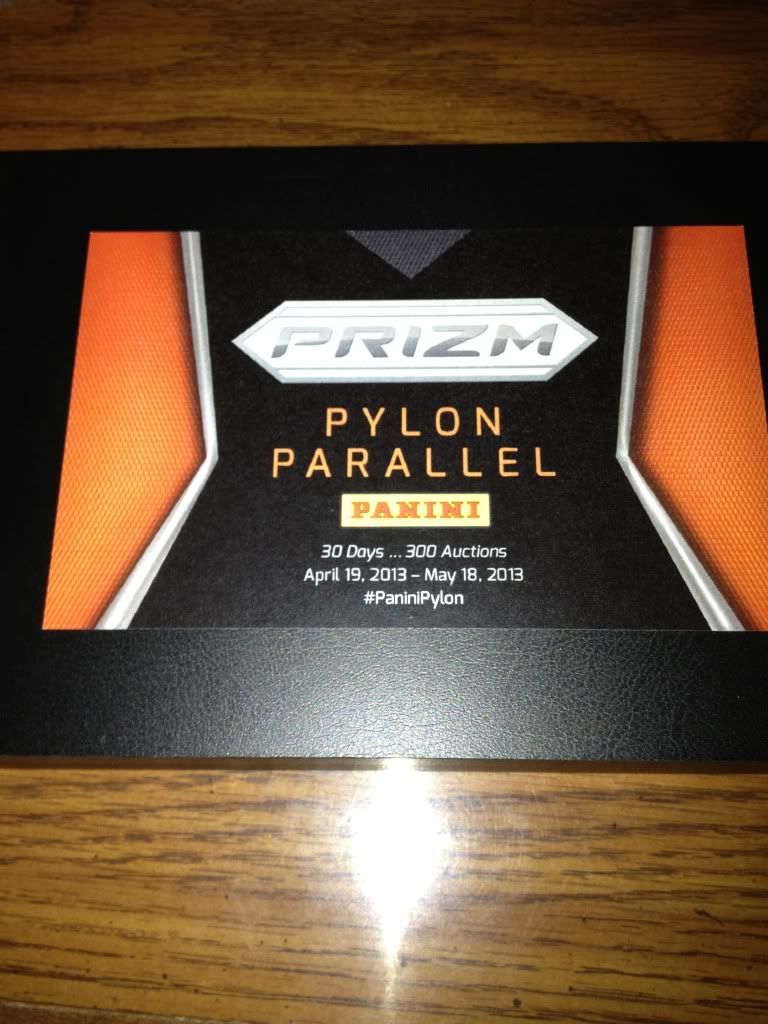 PRIZM
PYLON
PARALLEL
PANINI
30 Days ... 300 Auctions
April 19, 2013 – May 18, 2013
#PaniniPylon